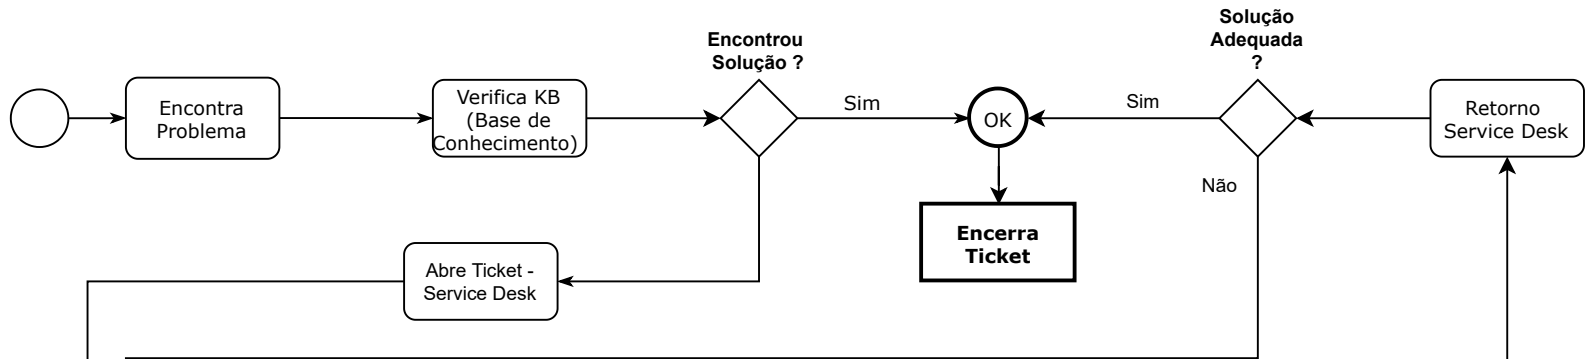 Encontra
Problema
Verifica KB
(Base de
Conhecimento)
Encontrou
Solução ?
Sim
OK
Encerra
Ticket
Sim
Solução
Adequada
?
Não
Retorno
Service Desk
Abre Ticket -
Service Desk